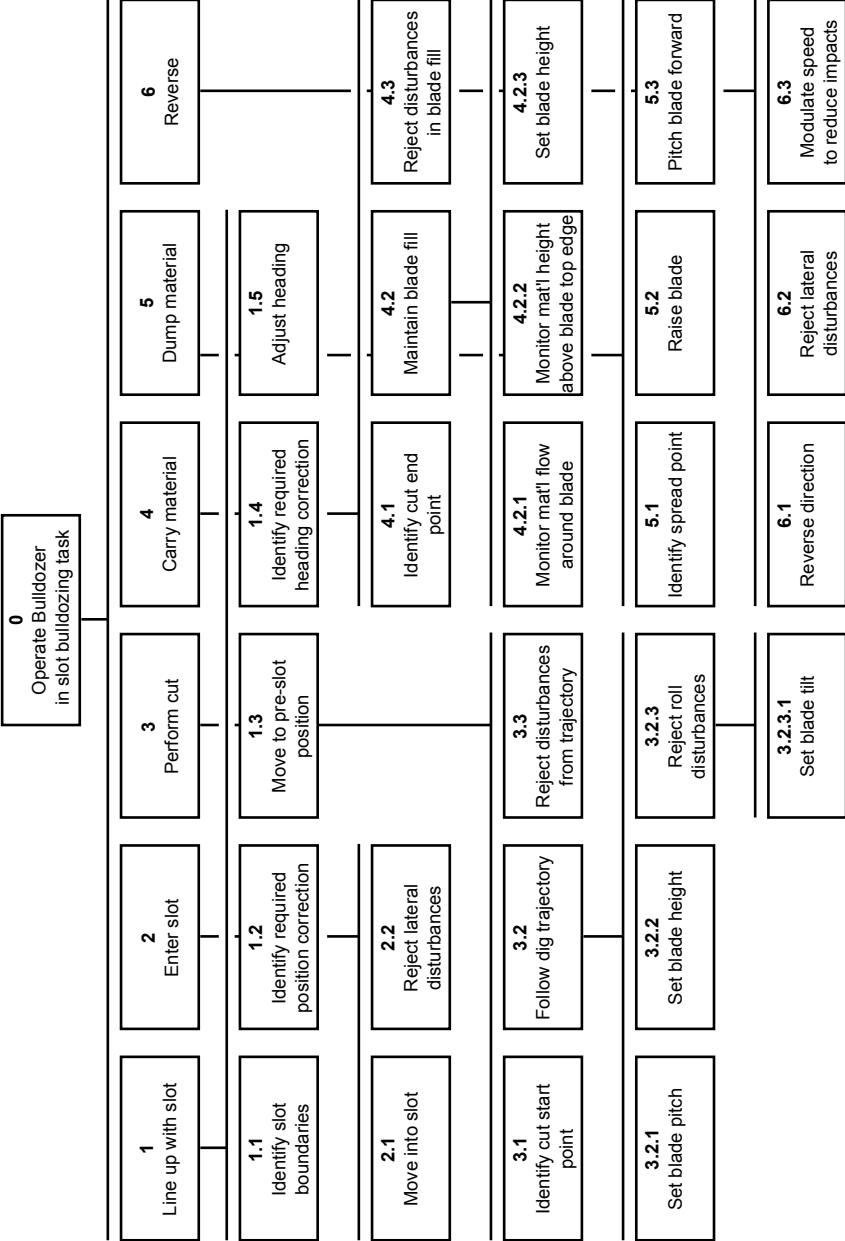 0
Operate Bulldozer
in slot bulldozing task
1
Line up with slot
2
Enter slot
3
Perform cut
4
Carry material
5
Dump material
6
Reverse
1.1
Identify slot
boundaries
1.2
Identify required
position correction
1.3
Move to pre-slot
position
1.4
Identify required
heading correction
1.5
Adjust heading
2.1
Move into slot
2.2
Reject lateral
disturbances
4.1
Identify cut end
point
4.2
Maintain blade fill
4.3
Reject disturbances
in blade fill
3.1
Identify cut start
point
3.2
Follow dig trajectory
3.3
Reject disturbances
from trajectory
4.2.1
Monitor mat'l flow
around blade
4.2.2
Monitor mat'l height
above blade top edge
4.2.3
Set blade height
3.2.1
Set blade pitch
3.2.2
Set blade height
3.2.3
Reject roll
disturbances
5.1
Identify spread point
5.2
Raise blade
5.3
Pitch blade forward
3.2.3.1
Set blade tilt
6.1
Reverse direction
6.2
Reject lateral
disturbances
6.3
Modulate speed
to reduce impacts